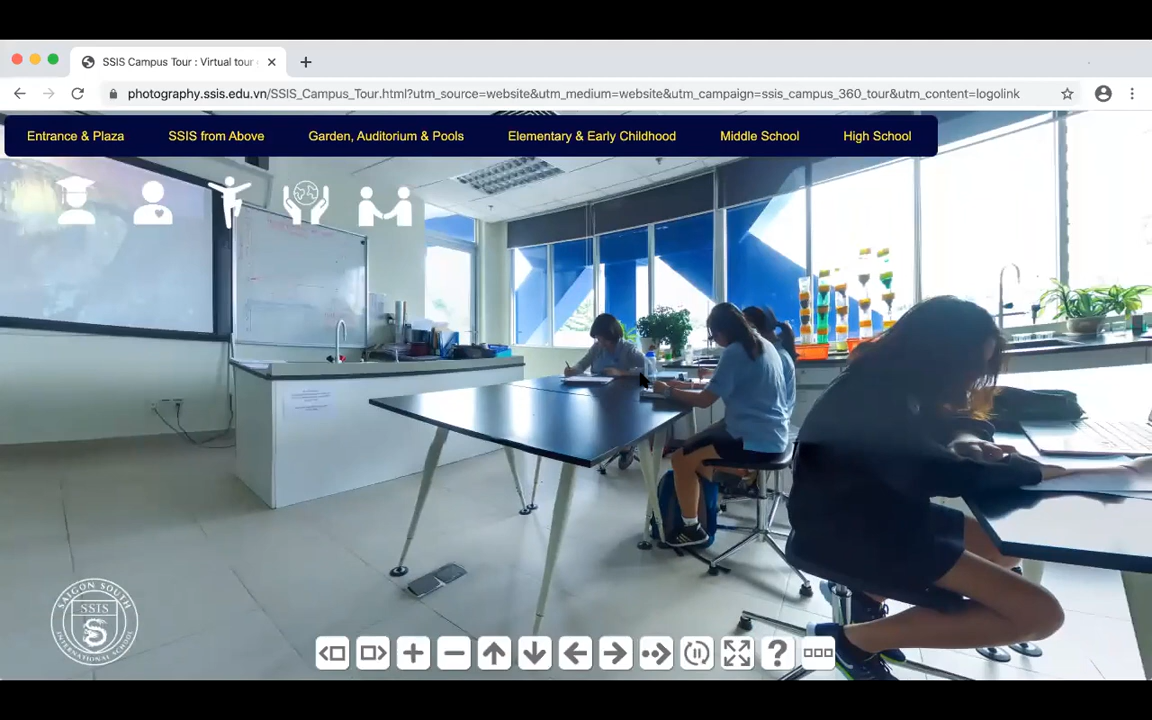 SSIS Campus Tour : Virtual tour
photography.ssis.edu.vn/SSIS_Campus_Tour.html?utm_source=website&utm_medium=website&utm_campaign=ssis_campus_360_tour&utm_content=logolink
Entrance & Plaza SSIS from Above Garden, Auditorium & Pools Elementary & Early Childhood Middle School High School
SAIGON SOUTH
SSIS
INTERNATIONAL SCHOOL